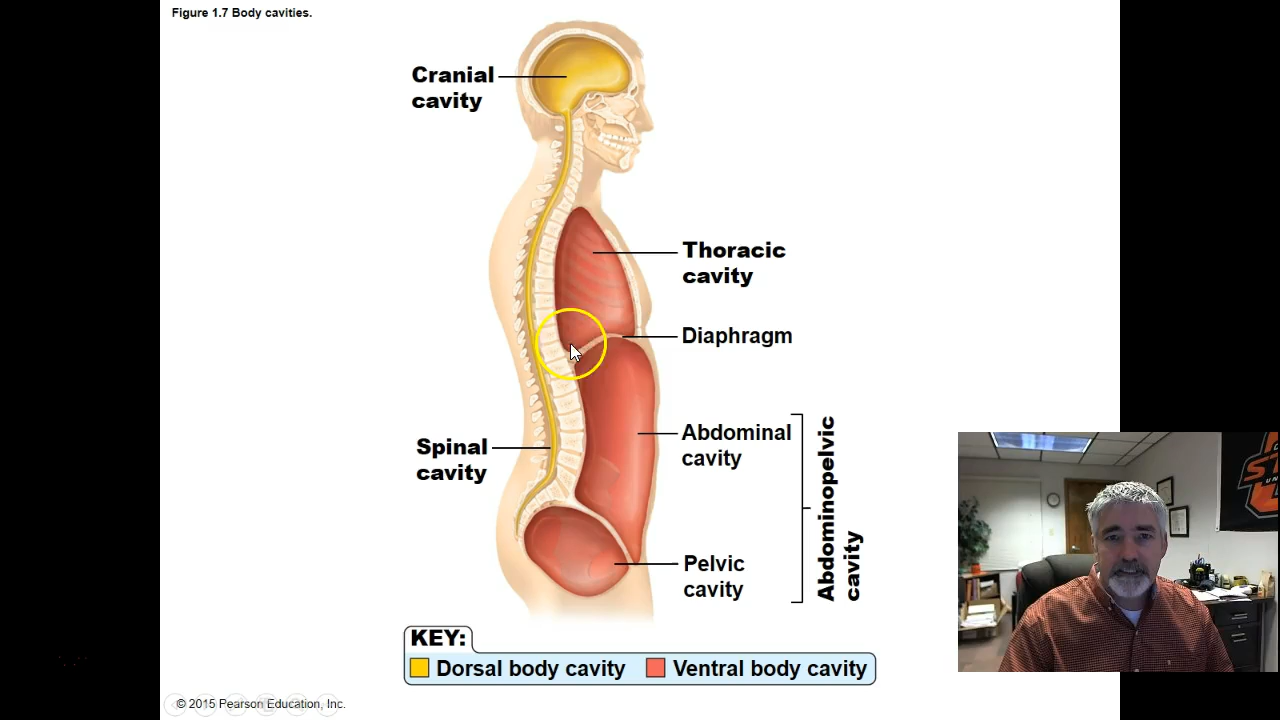 Figure 1.7 Body cavities.
Cranial
cavity
Thoracic
cavity
Diaphragm
Spinal
cavity
Abdominal
cavity
Pelvic
cavity
Abdominopelvic
cavity
KEY:
Dorsal body cavity
Ventral body cavity
© 2015 Pearson Education, Inc.